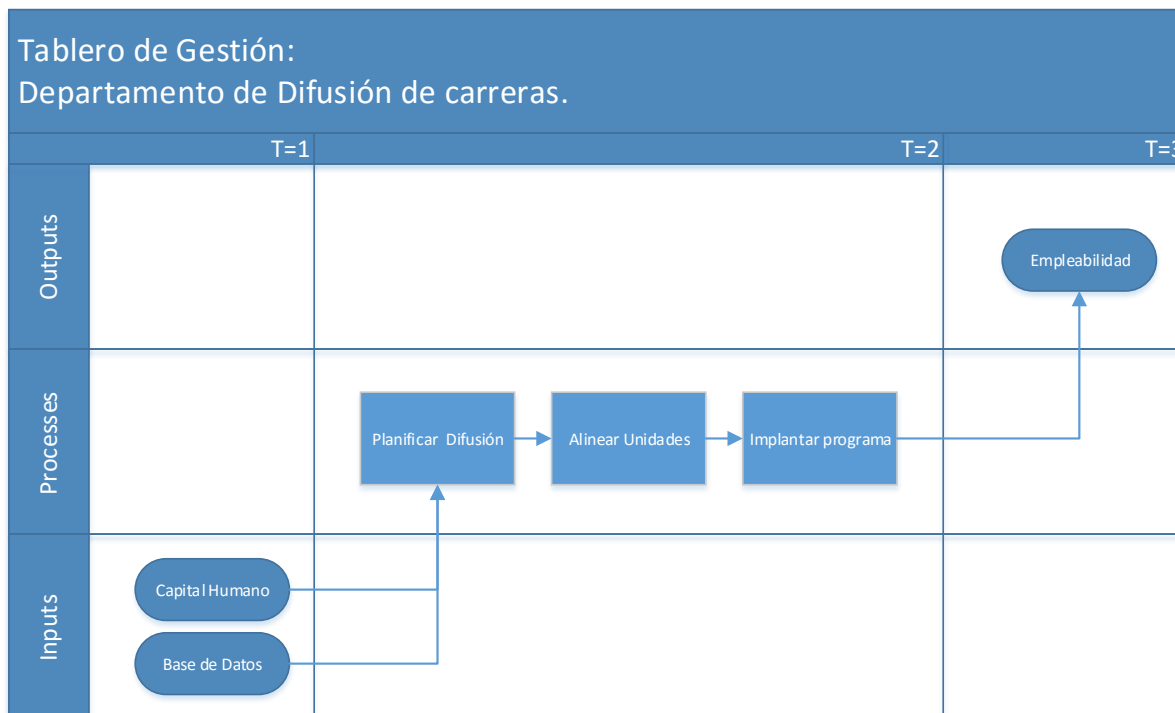 Tablero de Gestión:
Departamento de Difusión de carreras.
T=1
T=2
T=3
Outputs
Empleabilidad
Processes
Planificar Difusión
Alinear Unidades
Implantar programa
Inputs
Capital Humano
Base de Datos